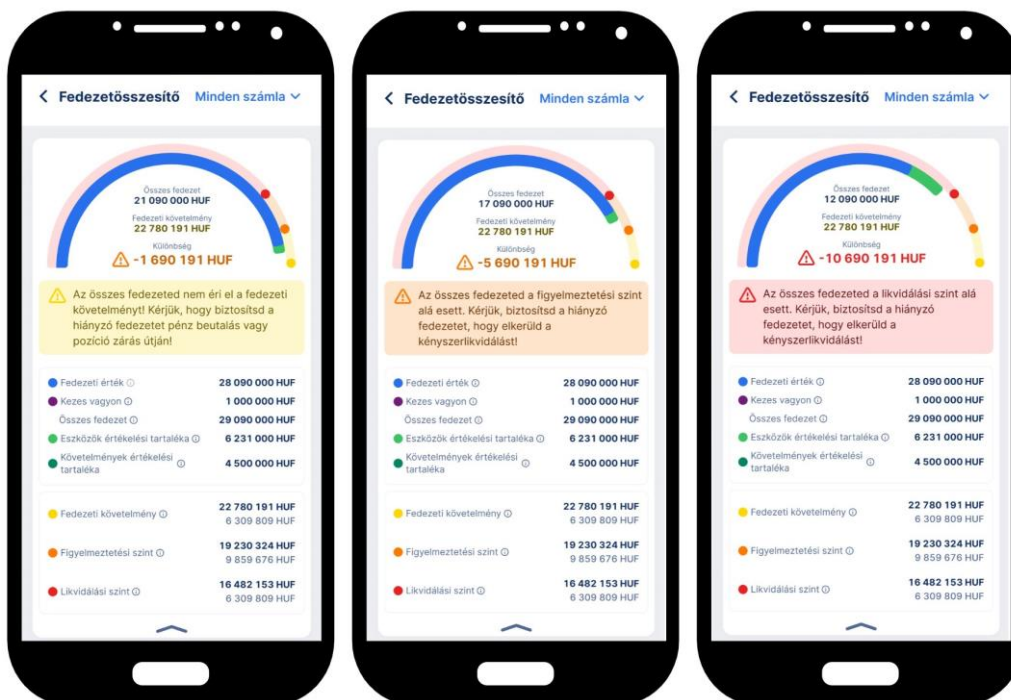 Fedezetösszesítő Minden számla
Összes fedezet
21 090 000 HUF
Fedezeti követelmény
22 780 191 HUF
Különbség
-1 690 191 HUF
Az összes fedezeted nem éri el a fedezeti
követelményt! Kérjük, hogy biztosítsd a
hiányzó fedezetet pénz beutalás vagy
pozíció zárás útján!
Fedezeti érték 28 090 000 HUF
Kezes vagyon 1 000 000 HUF
Összes fedezet 29 090 000 HUF
Eszközök értékelési tartaléka 6 231 000 HUF
Követelmények értékelési
tartaléka 4 500 000 HUF
Fedezeti követelmény 22 780 191 HUF
6 309 809 HUF
Figyelmeztetési szint 19 230 324 HUF
9 859 676 HUF
Likvidálási szint 16 482 153 HUF
6 309 809 HUF
Fedezetösszesítő Minden számla
Összes fedezet
17 090 000 HUF
Fedezeti követelmény
22 780 191 HUF
Különbség
-5 690 191 HUF
Az összes fedezeted a figyelmeztetési szint
alá esett. Kérjük, biztosítsd a hiányzó
fedezetet, hogy elkerüld a
kényszerlikvidálást!
Fedezeti érték 28 090 000 HUF
Kezes vagyon 1 000 000 HUF
Összes fedezet 29 090 000 HUF
Eszközök értékelési tartaléka 6 231 000 HUF
Követelmények értékelési
tartaléka 4 500 000 HUF
Fedezeti követelmény 22 780 191 HUF
6 309 809 HUF
Figyelmeztetési szint 19 230 324 HUF
9 859 676 HUF
Likvidálási szint 16 482 153 HUF
6 309 809 HUF
Fedezetösszesítő Minden számla
Összes fedezet
12 090 000 HUF
Fedezeti követelmény
22 780 191 HUF
Különbség
-10 690 191 HUF
Az összes fedezeted a likvidálási szint alá
esett. Kérjük, biztosítsd a hiányzó
fedezetet, hogy elkerüld a
kényszerlikvidálást!
Fedezeti érték 28 090 000 HUF
Kezes vagyon 1 000 000 HUF
Összes fedezet 29 090 000 HUF
Eszközök értékelési tartaléka 6 231 000 HUF
Követelmények értékelési
tartaléka 4 500 000 HUF
Fedezeti követelmény 22 780 191 HUF
6 309 809 HUF
Figyelmeztetési szint 19 230 324 HUF
9 859 676 HUF
Likvidálási szint 16 482 153 HUF
6 309 809 HUF